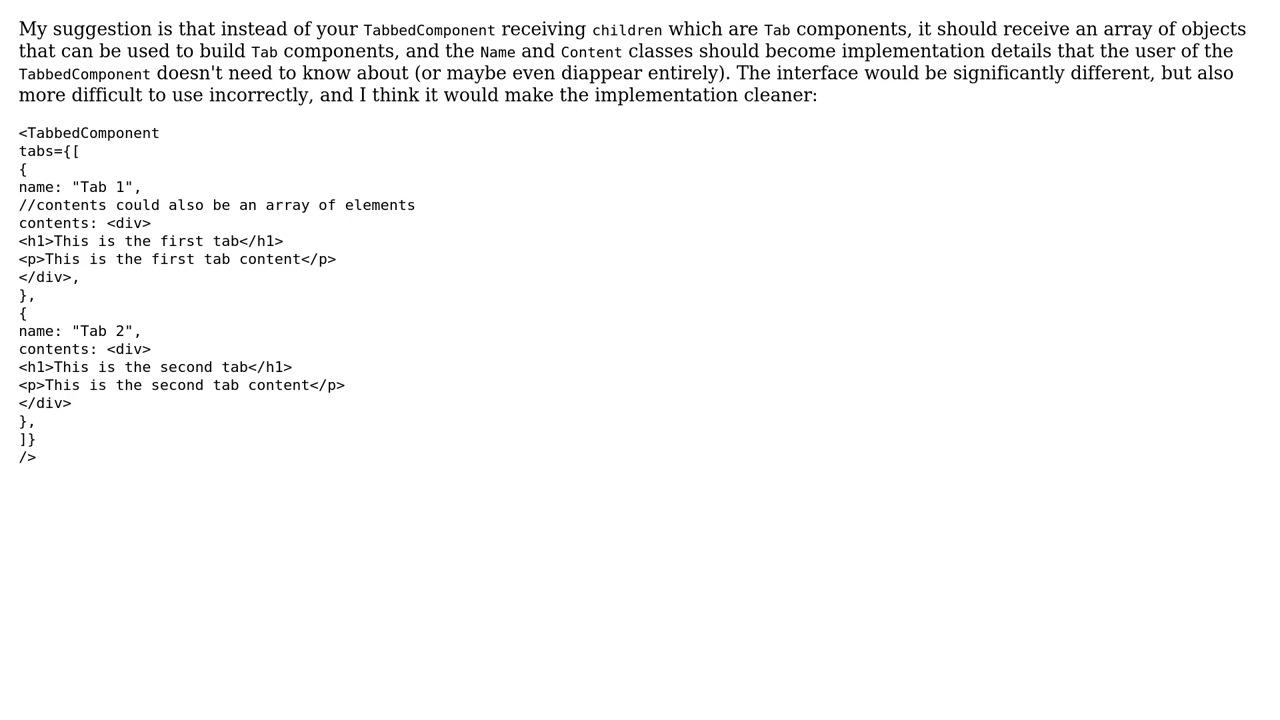 My suggestion is that instead of your TabbedComponent receiving children which are Tab components, it should receive an array of objects
that can be used to build Tab components, and the Name and Content classes should become implementation details that the user of the
TabbedComponent doesn't need to know about (or maybe even diappear entirely). The interface would be significantly different, but also
more difficult to use incorrectly, and I think it would make the implementation cleaner:
<TabbedComponent
tabs={[
{
name: "Tab 1",
//contents could also be an array of elements
contents: <div>
<h1>This is the first tab</h1>
<p>This is the first tab content</p>
</div>,
},
{
name: "Tab 2",
contents: <div>
<h1>This is the second tab</h1>
<p>This is the second tab content</p>
</div>
},
]}
/>